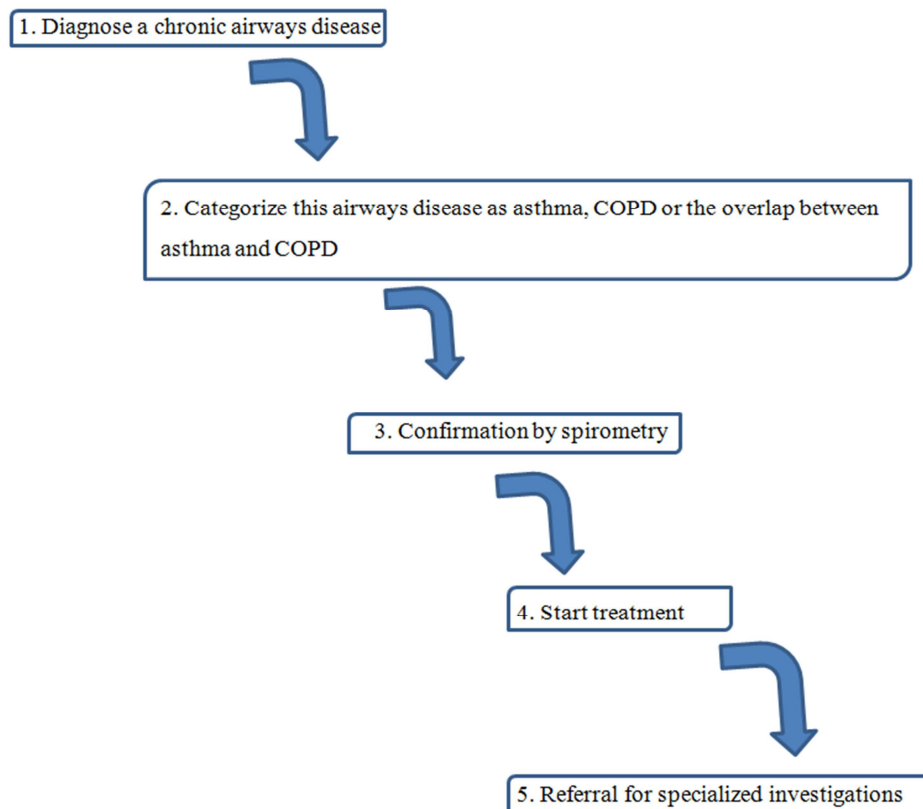 1. Diagnose a chronic airways disease
2. Categorize this airways disease as asthma, COPD or the overlap between
asthma and COPD
3. Confirmation by spirometry
4. Start treatment
5. Referral for specialized investigations